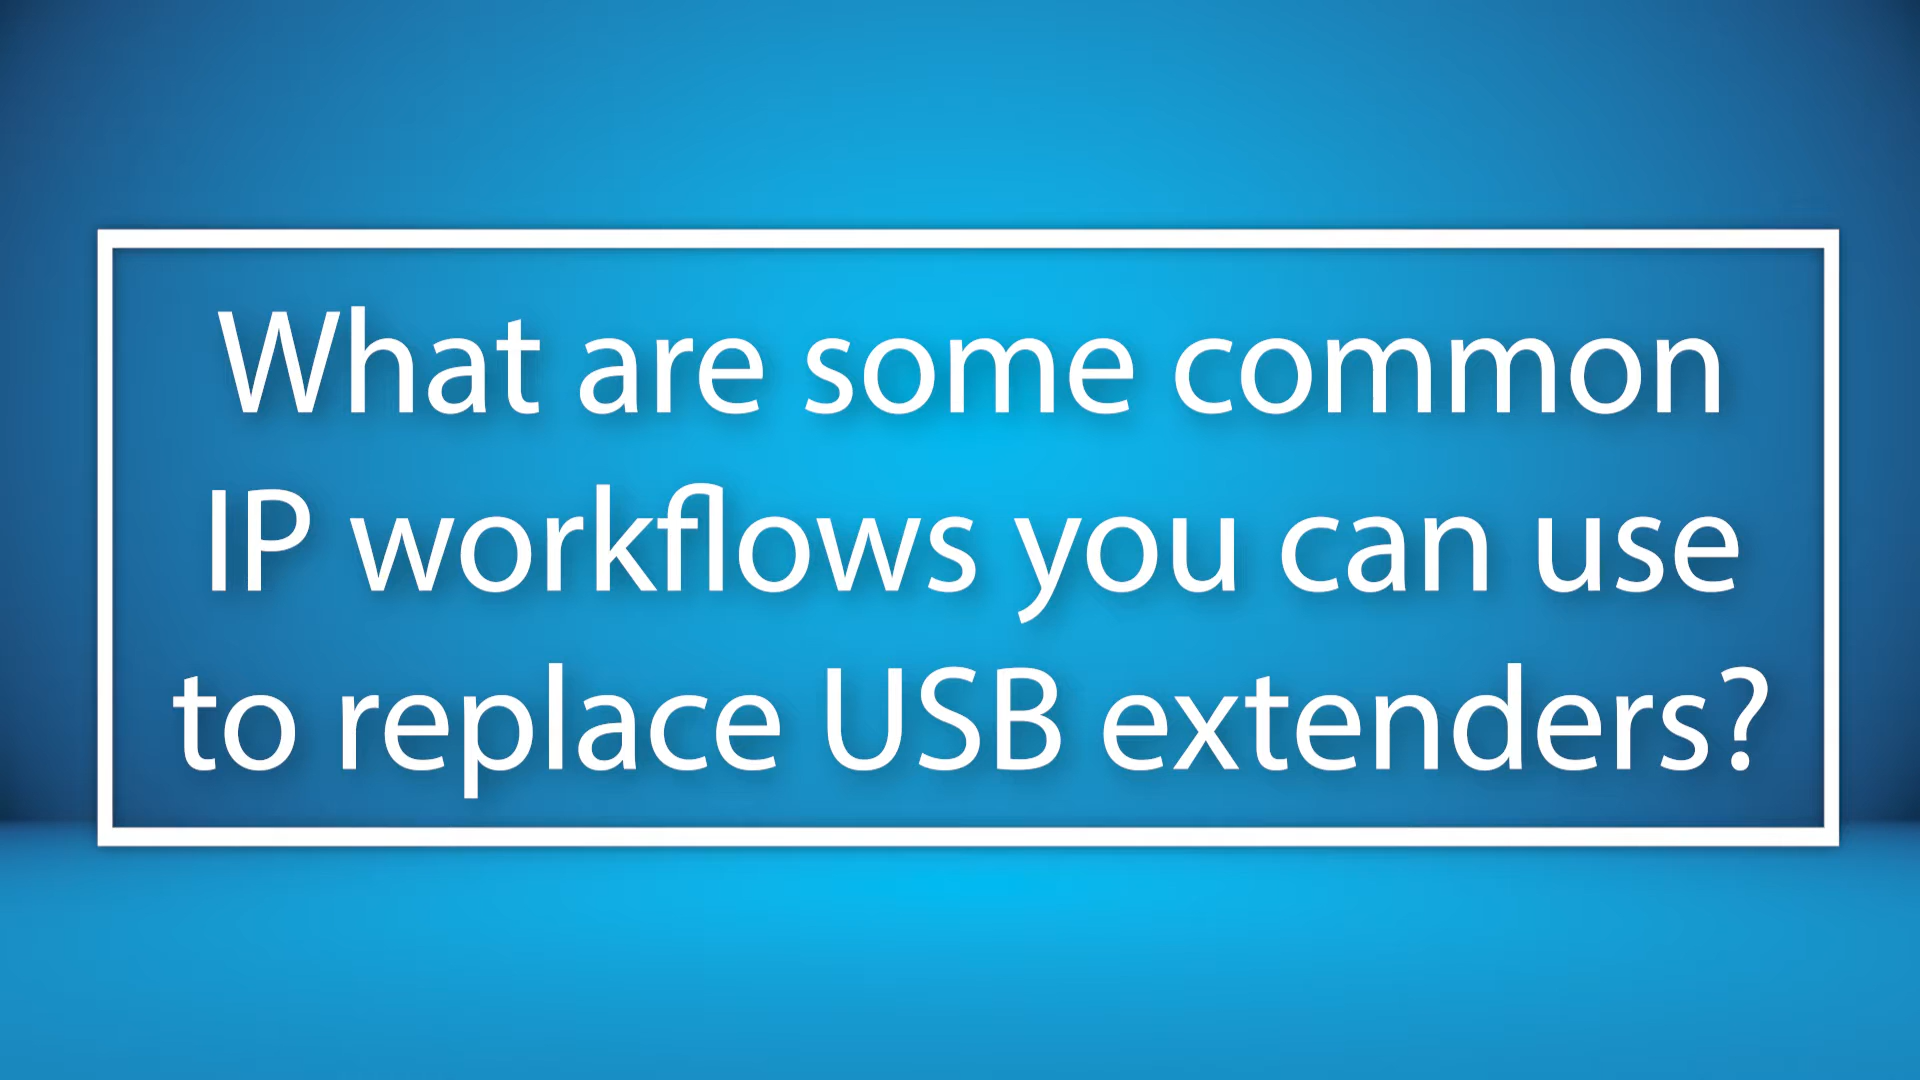 What are some common
IP workflows you can use
to replace USB extenders?